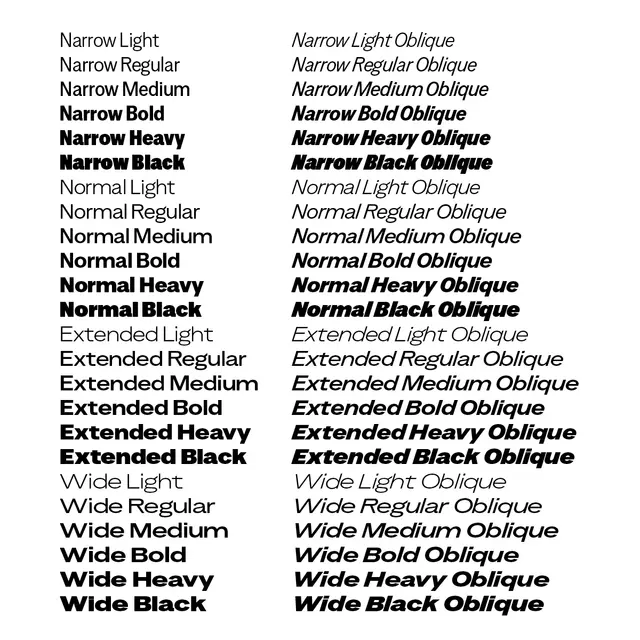 Narrow Light Narrow Light Oblique
Narrow Regular Narrow Regular Oblique
Narrow Medium Narrow Medium Oblique
Narrow Bold Narrow Bold Oblique
Narrow Heavy Narrow Heavy Oblique
Narrow Black Narrow Black Oblique
Normal Light Normal Light Oblique
Normal Regular Normal Regular Oblique
Normal Medium Normal Medium Oblique
Normal Bold Normal Bold Oblique
Normal Heavy Normal Heavy Oblique
Normal Black Normal Black Oblique
Extended Light Extended Light Oblique
Extended Regular Extended Regular Oblique
Extended Medium Extended Medium Oblique
Extended Bold Extended Bold Oblique
Extended Heavy Extended Heavy Oblique
Extended Black Extended Black Oblique
Wide Light Wide Light Oblique
Wide Regular Wide Regular Oblique
Wide Medium Wide Medium Oblique
Wide Bold Wide Bold Oblique
Wide Heavy Wide Heavy Oblique
Wide Black Wide Black Oblique